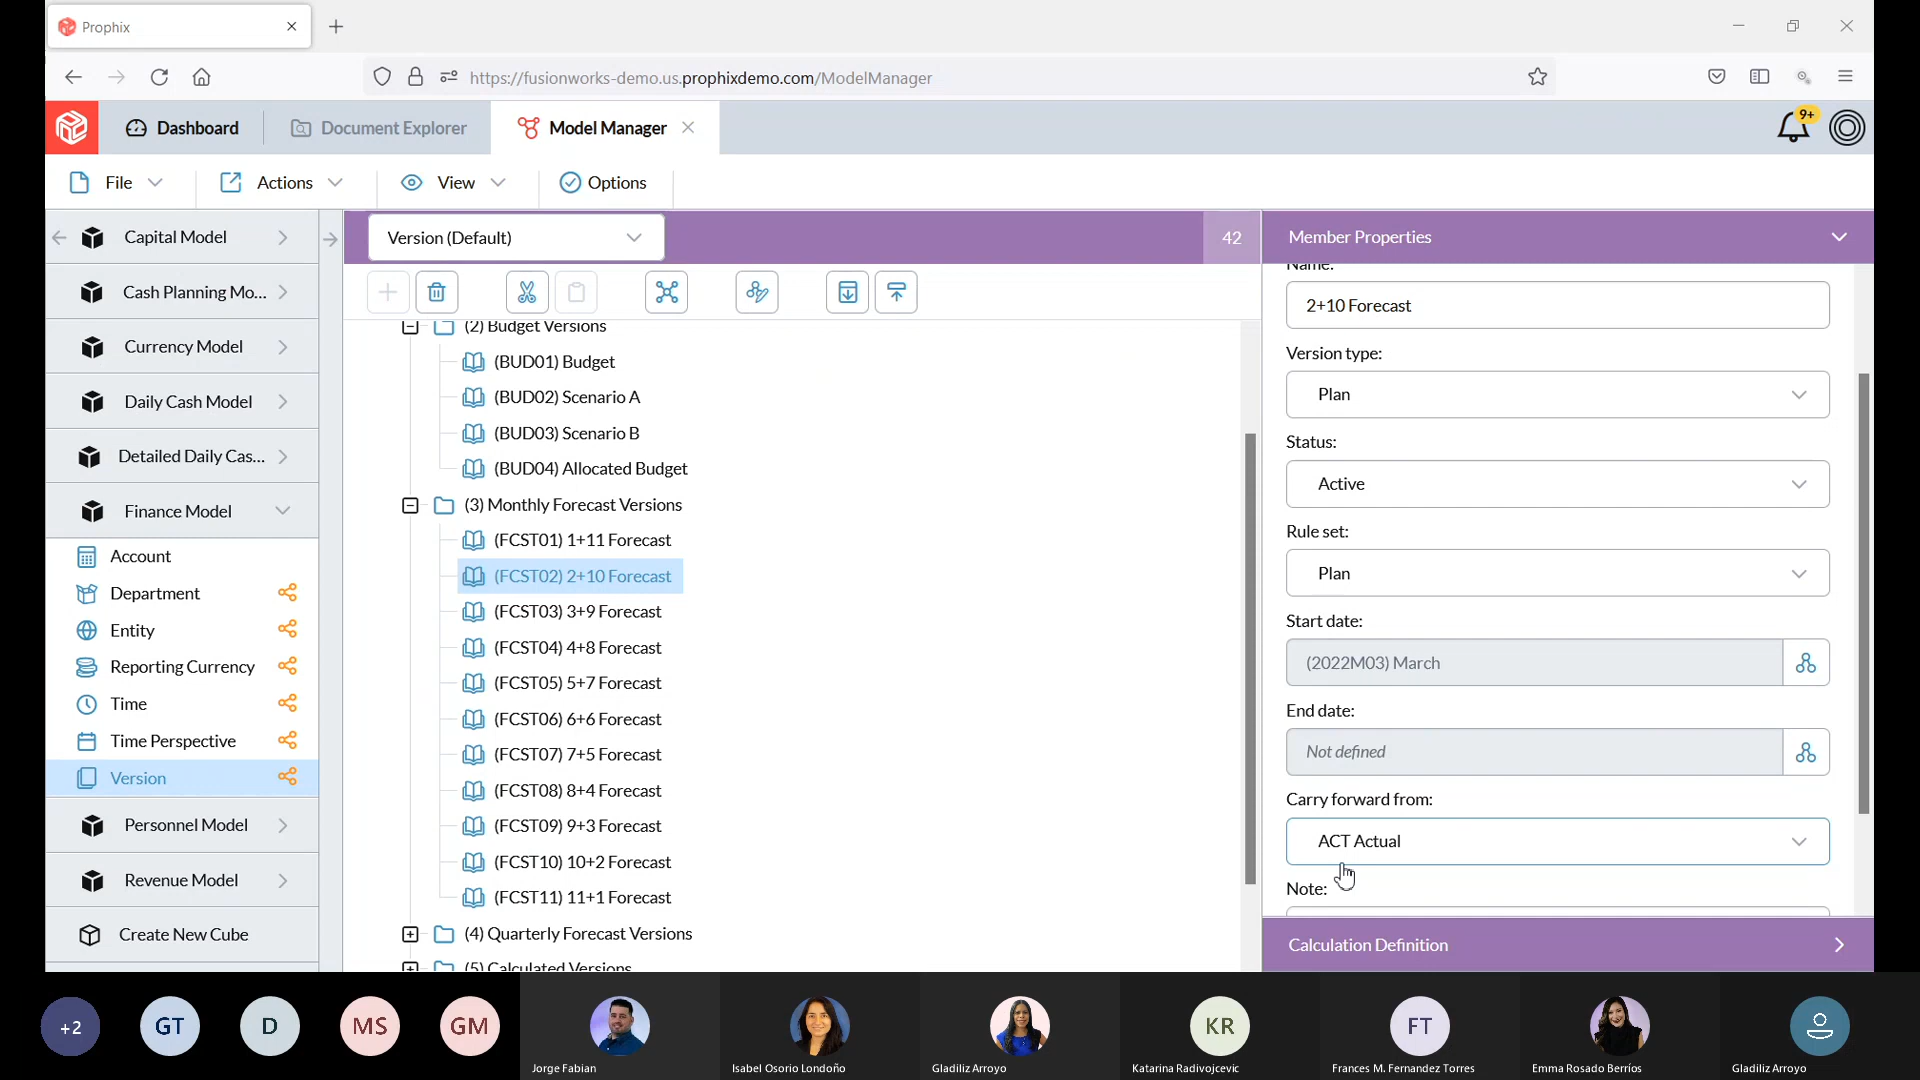 Prophix
https://fusionworks-demo.us.prophixdemo.com/ModelManager
Dashboard
Document Explorer
Model Manager
9+
File
Actions
View
Options
Capital Model
Cash Planning Mo...
Currency Model
Daily Cash Model
Detailed Daily Cas...
Finance Model
Account
Department
Entity
Reporting Currency
Time
Time Perspective
Version
Personnel Model
Revenue Model
Create New Cube
Version (Default)
42
(2) Budget Versions
(BUD01) Budget
(BUD02) Scenario A
(BUD03) Scenario B
(BUD04) Allocated Budget
(3) Monthly Forecast Versions
(FCST01) 1+11 Forecast
(FCST02) 2+10 Forecast
(FCST03) 3+9 Forecast
(FCST04) 4+8 Forecast
(FCST05) 5+7 Forecast
(FCST06) 6+6 Forecast
(FCST07) 7+5 Forecast
(FCST08) 8+4 Forecast
(FCST09) 9+3 Forecast
(FCST10) 10+2 Forecast
(FCST11) 11+1 Forecast
(4) Quarterly Forecast Versions
(5) Calculated Versions
Member Properties
Name:
2+10 Forecast
Version type:
Plan
Status:
Active
Rule set:
Plan
Start date:
(2022M03) March
End date:
Not defined
Carry forward from:
ACT Actual
Note:
Calculation Definition
+2
GT
D
MS
GM
KR
FT
Jorge Fabian
Isabel Osorio Londoño
Gladiliz Arroyo
Katarina Radivojcevic
Frances M. Fernandez Torres
Emma Rosado Berríos
Gladiliz Arroyo